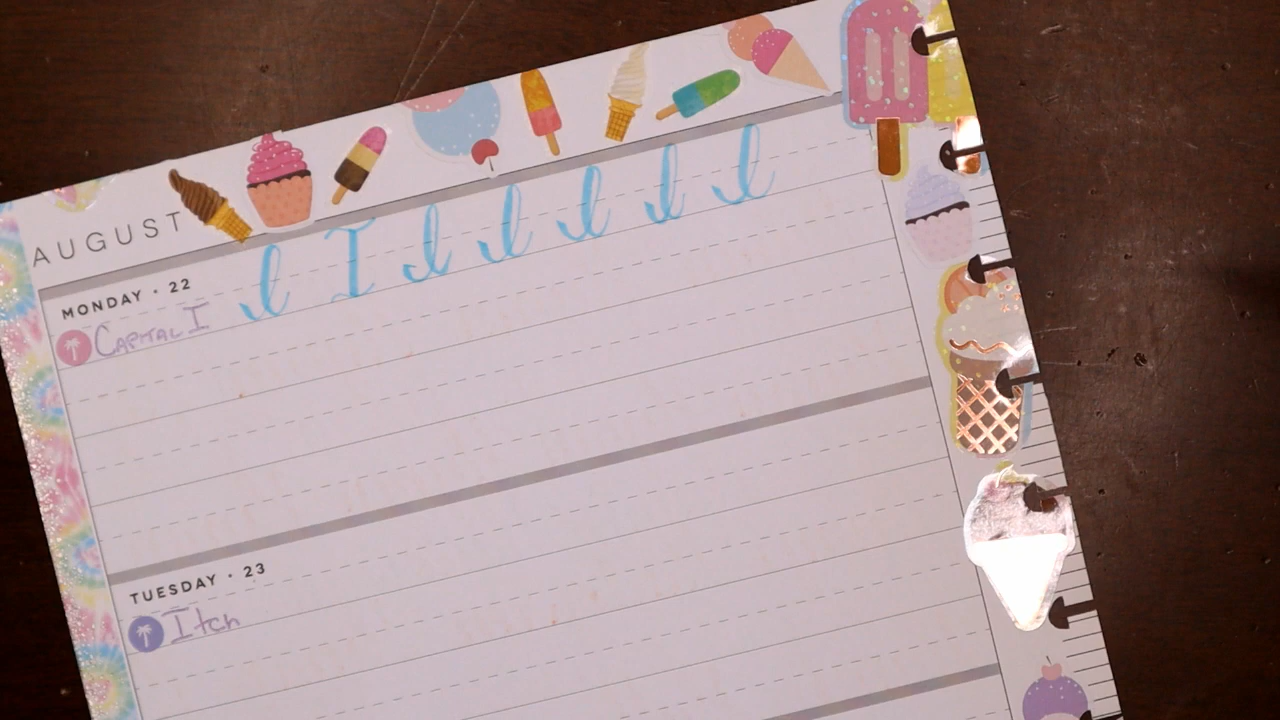 AUGUST
MONDAY · 22
I I I I I I I
CAPITAL I
TUESDAY · 23
Itch